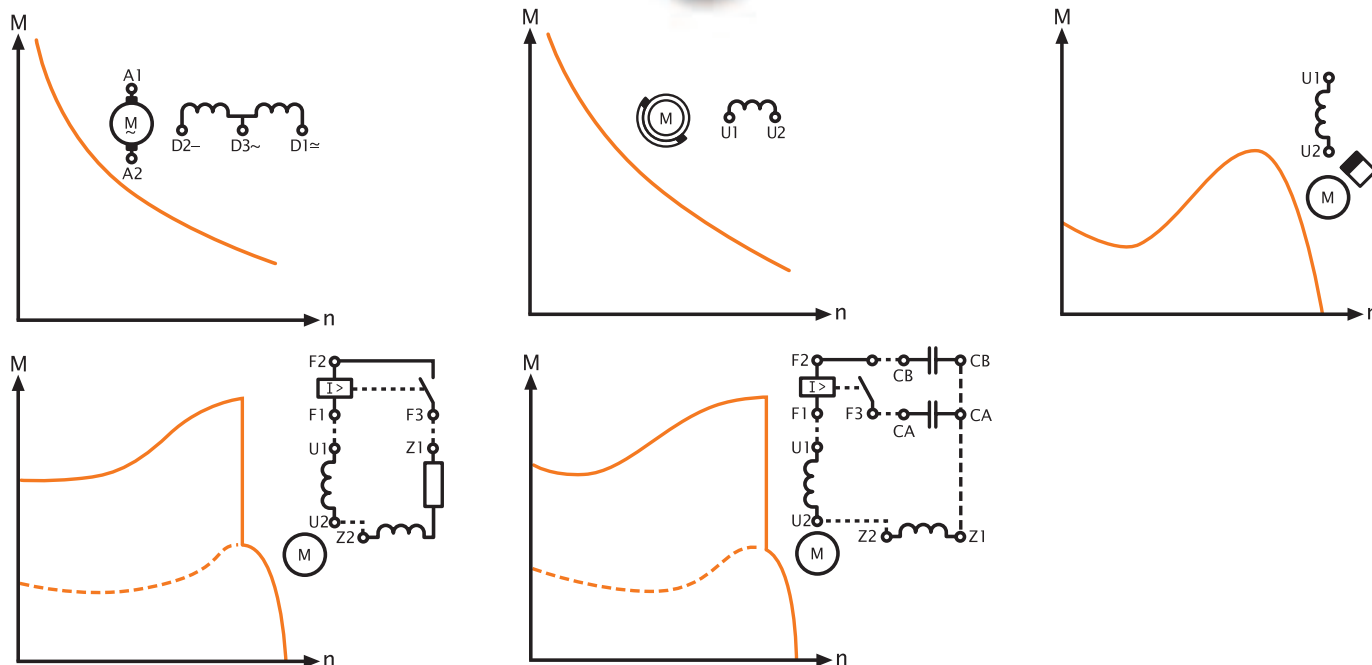 M
A1
M
~
A2
D2– D3~ D1≃
n
M
M
U1 U2
n
M
U1
U2
M
n
M
F2
I >
F1 F3
U1 Z1
U2
Z2
M
n
M
F2 CB CB
I >
F1 F3 CA CA
U1
U2
Z2 Z1
M
n